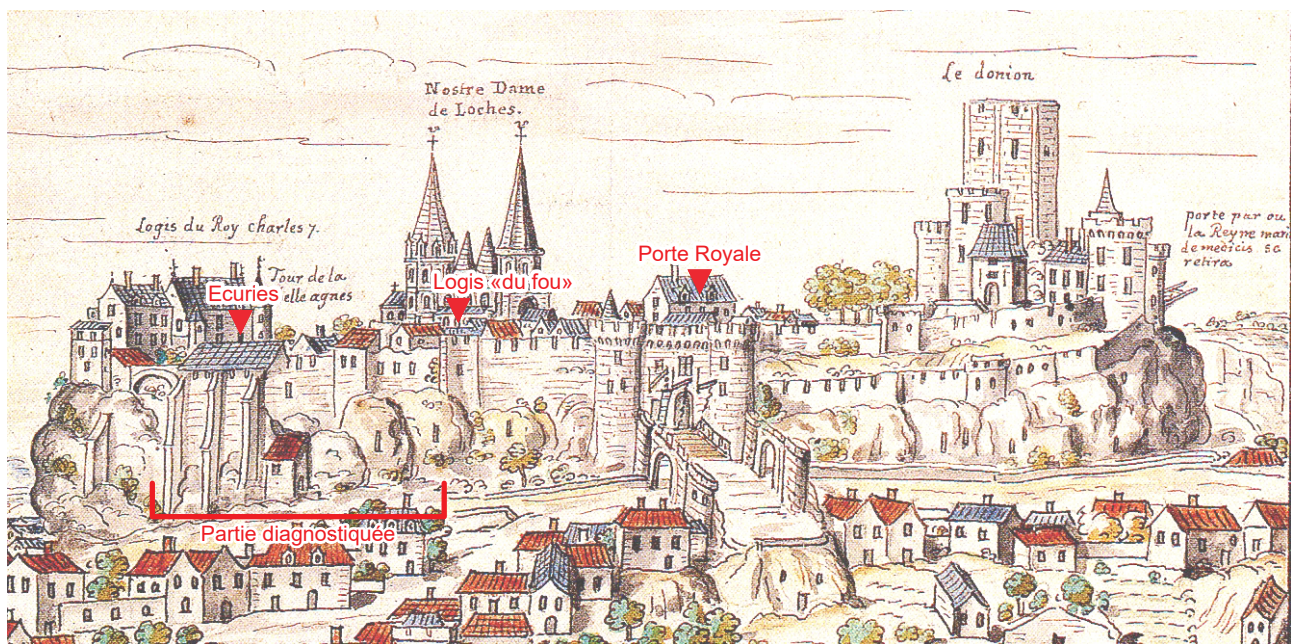 Le donion
Nostre Dame
de Loches.
Logis du Roy charles 7.
porte par ou
la Reyne mari
de medicis se
retira
Porte Royale
Tour de la
elle agnes
Ecuries
Logis «du fou»
Partie diagnostiquée